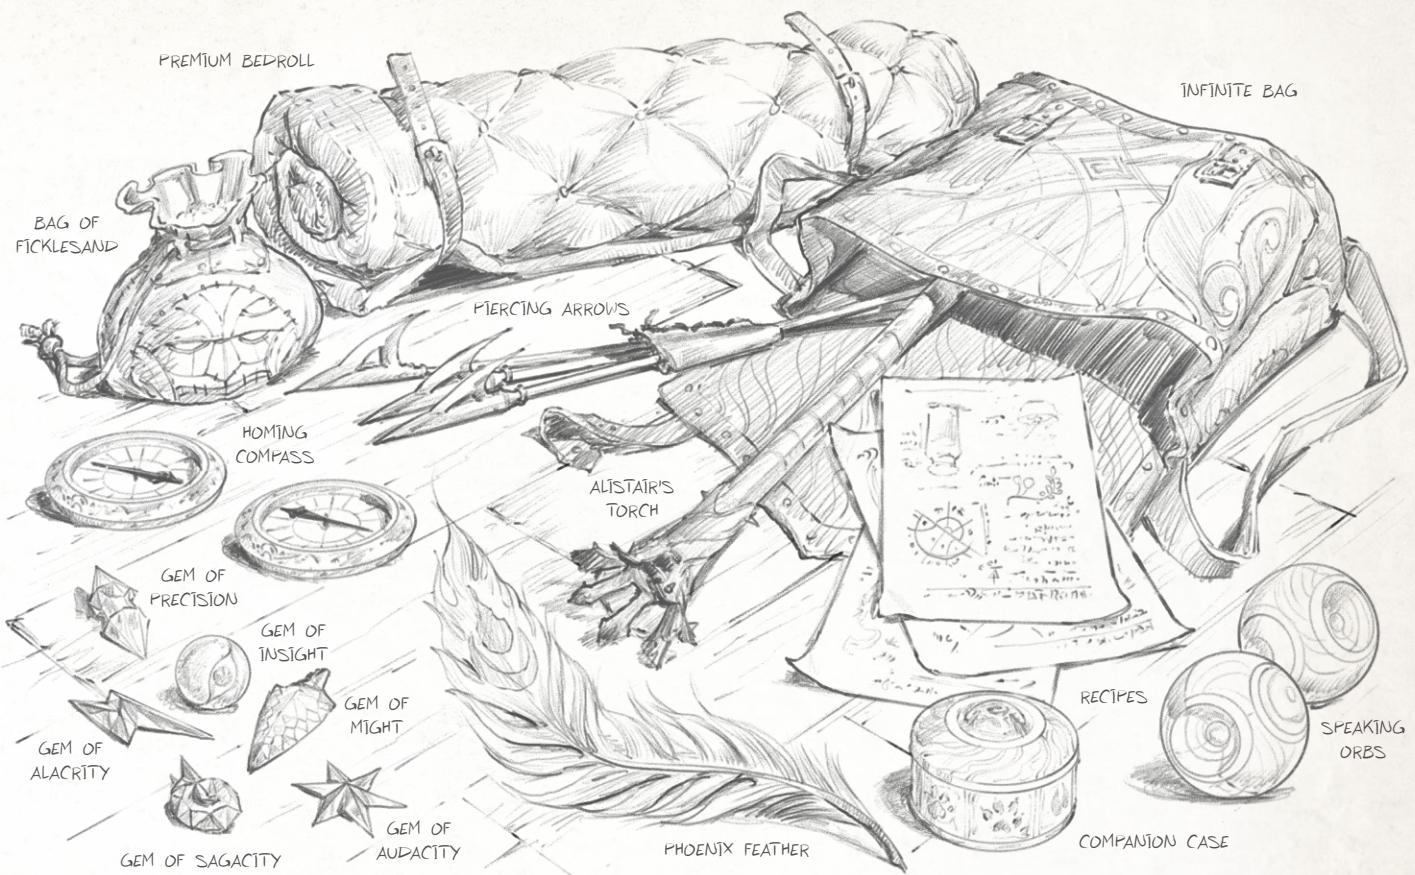 PREMIUM BEDROLL
INFINITE BAG
BAG OF
FICKLESAND
PIERCING ARROWS
HOMING
COMPASS
ALISTAIR'S
TORCH
GEM OF
PRECISION
GEM OF
INSIGHT
GEM OF
MIGHT
RECIPES
SPEAKING
ORBS
GEM OF
ALACRITY
GEM OF
AUDACITY
PHOENIX FEATHER
COMPANION CASE
GEM OF SAGACITY